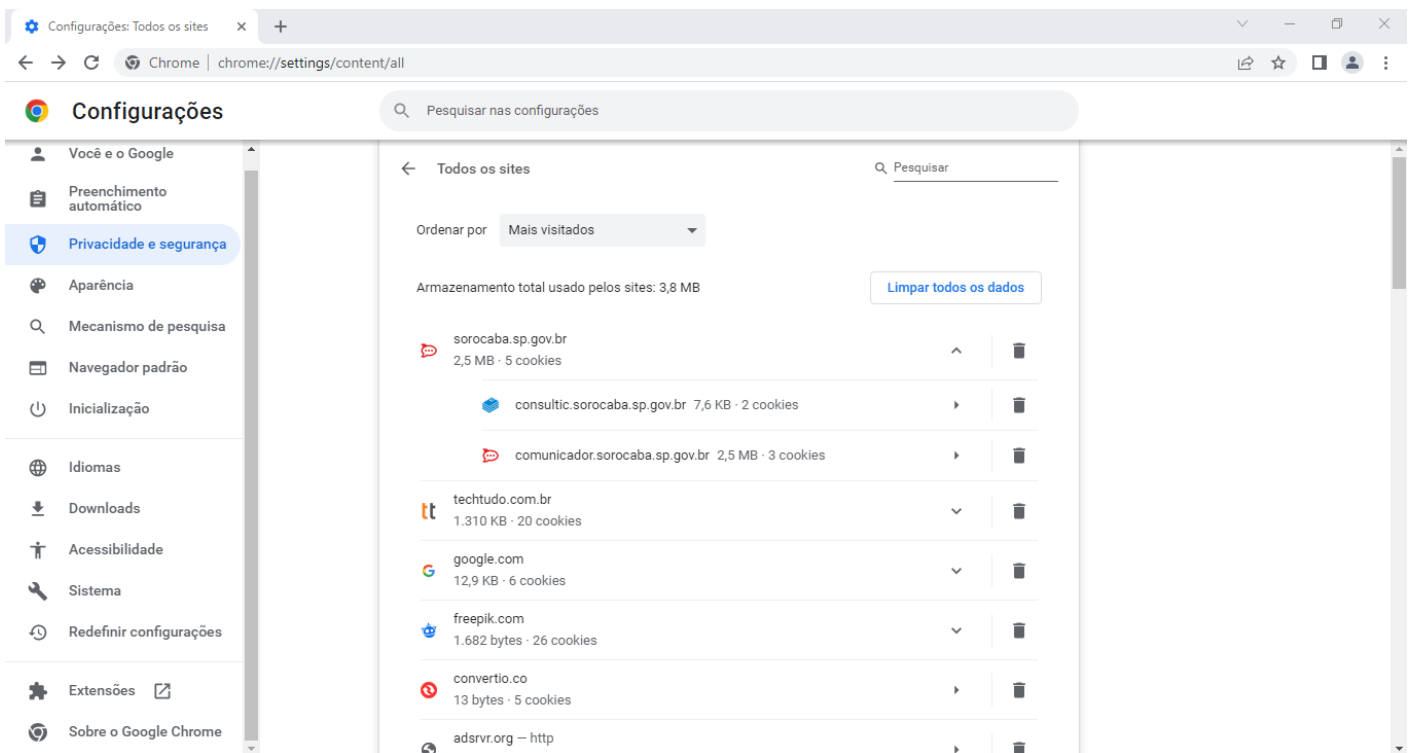 Configurações: Todos os sites
Chrome | chrome://settings/content/all
Configurações
Pesquisar nas configurações
Você e o Google
Preenchimento
automático
Privacidade e segurança
Aparência
Mecanismo de pesquisa
Navegador padrão
Inicialização
Idiomas
Downloads
Acessibilidade
Sistema
Redefinir configurações
Extensões
Sobre o Google Chrome
Todos os sites
Pesquisar
Ordenar por Mais visitados
Armazenamento total usado pelos sites: 3,8 MB
Limpar todos os dados
sorocaba.sp.gov.br
2,5 MB · 5 cookies
consultic.sorocaba.sp.gov.br 7,6 KB · 2 cookies
comunicador.sorocaba.sp.gov.br 2,5 MB · 3 cookies
tt
techtudo.com.br
1.310 KB · 20 cookies
google.com
12,9 KB · 6 cookies
freepik.com
1.682 bytes · 26 cookies
convertio.co
13 bytes · 5 cookies
adsrvr.org — http